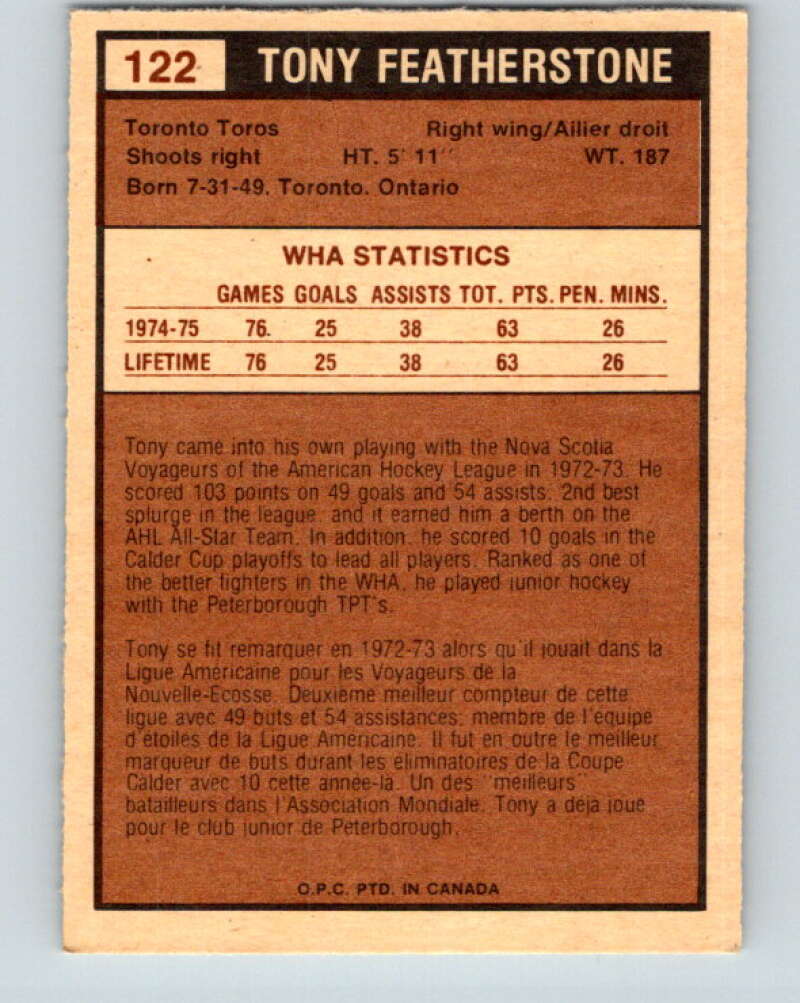 122 TONY FEATHERSTONE
Toronto Toros Right wing/Ailier droit
Shoots right HT. 5' 11'' WT. 187
Born 7-31-49, Toronto, Ontario
WHA STATISTICS
GAMES GOALS ASSISTS TOT. PTS. PEN. MINS.
1974-75 76. 25 38 63 26
LIFETIME 76 25 38 63 26
Tony came into his own playing with the Nova Scotia
Voyageurs of the American Hockey League in 1972-73. He
scored 103 points on 49 goals and 54 assists, 2nd best
splurge in the league, and it earned him a berth on the
AHL All-Star Team. In addition, he scored 10 goals in the
Calder Cup playoffs to lead all players. Ranked as one of
the better fighters in the WHA, he played junior hockey
with the Peterborough TPT's.
Tony se fit remarquer en 1972-73 alors qu'il jouait dans la
Ligue Américaine pour les Voyageurs de la
Nouvelle-Ecosse. Deuxième meilleur compteur de cette
ligue avec 49 buts et 54 assistances, membre de l'équipe
d'étoiles de la Ligue Américaine. Il fut en outre le meilleur
marqueur de buts durant les éliminatoires de la Coupe
Calder avec 10 cette année-là. Un des "meilleurs"
batailleurs dans l'Association Mondiale, Tony a déjà joué
pour le club junior de Peterborough.
O.P.C. PTD. IN CANADA